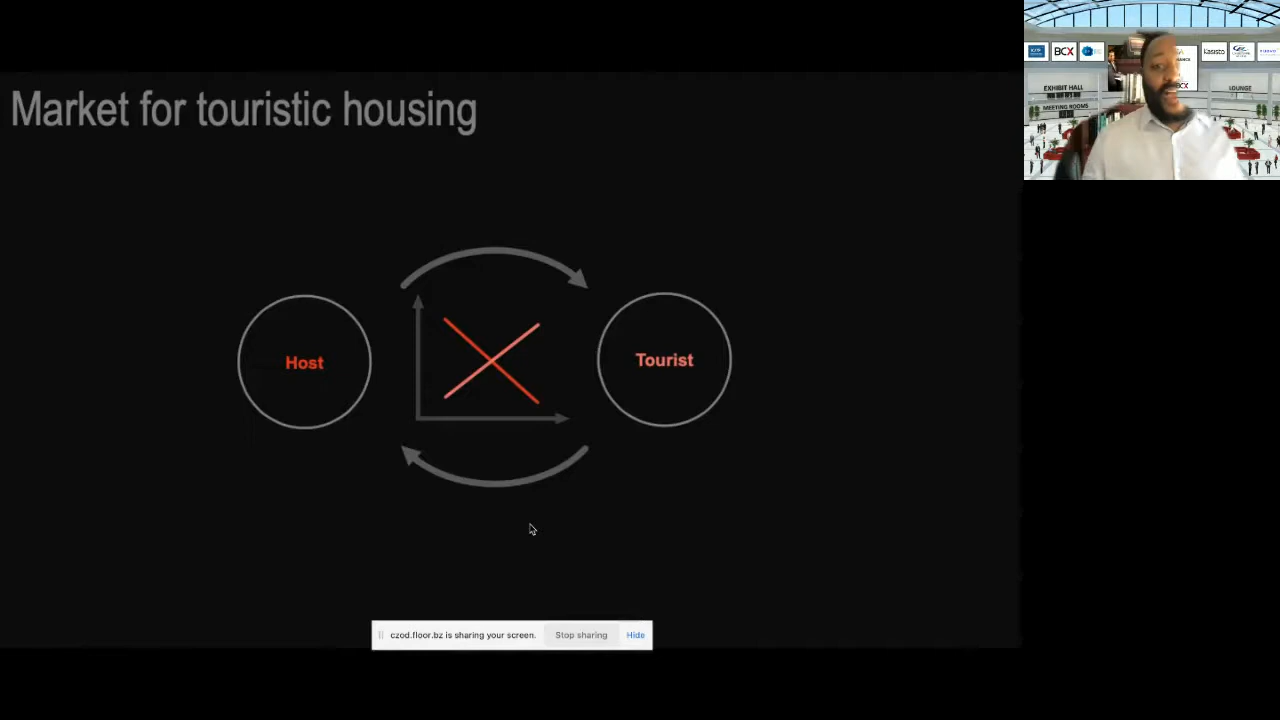 Market for touristic housing
Host
Tourist
czod.floor.bz is sharing your screen.
Stop sharing
Hide
BCX
kasisto
EXHIBIT HALL
MEETING ROOMS
LOUNGE